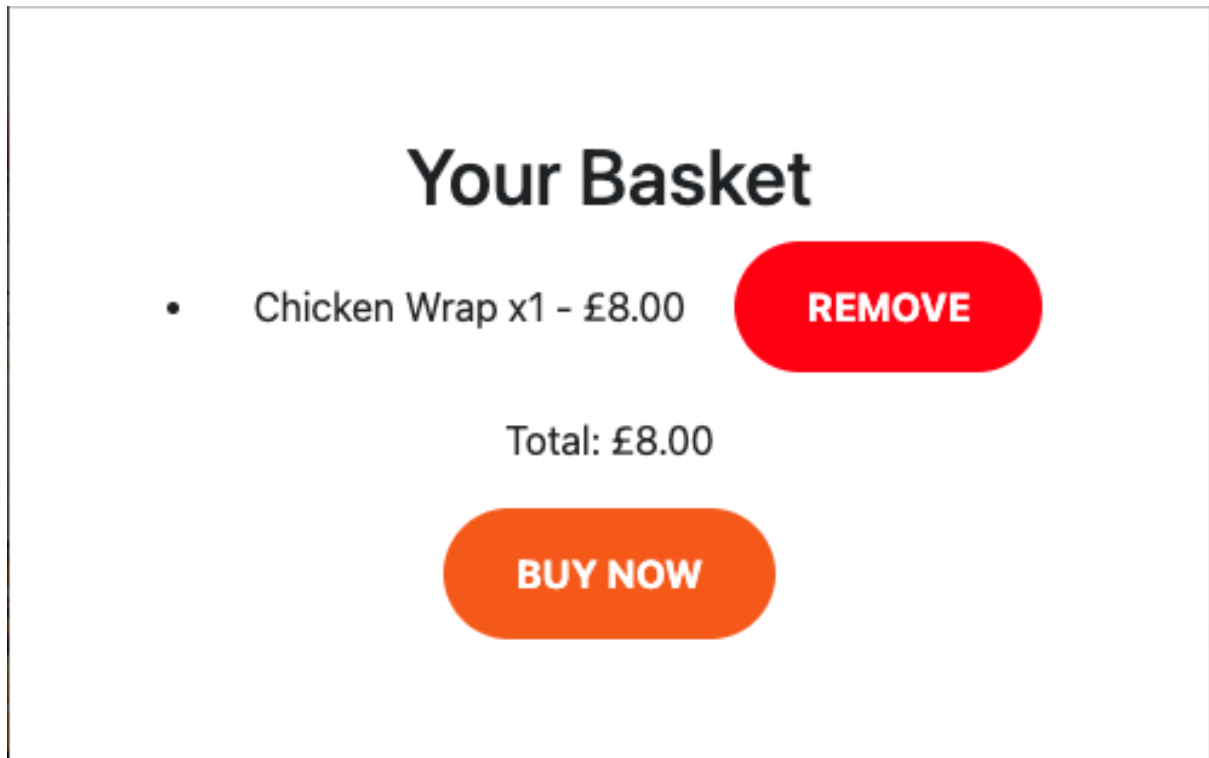 Your Basket
• Chicken Wrap x1 - £8.00 REMOVE
Total: £8.00
BUY NOW